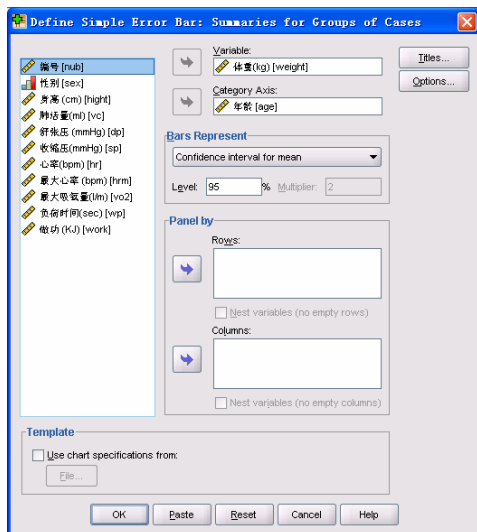 Define Simple Error Bar: Summaries for Groups of Cases
编号 [nub]
性别 [sex]
身高 (cm) [hight]
肺活量(ml) [vc]
舒张压 (mmHg) [dp]
收缩压(mmHg) [sp]
心率(bpm) [hr]
最大心率 (bpm) [hrm]
最大吸氧量(l/m) [vo2]
负荷时间(sec) [wp]
做功 (KJ) [work]
Variable:
体重(kg) [weight]
Category Axis:
年龄 [age]
Titles...
Options...
Bars Represent
Confidence interval for mean
Level: 95 % Multiplier: 2
Panel by
Rows:
Nest variables (no empty rows)
Columns:
Nest variables (no empty columns)
Template
Use chart specifications from:
File...
OK Paste Reset Cancel Help